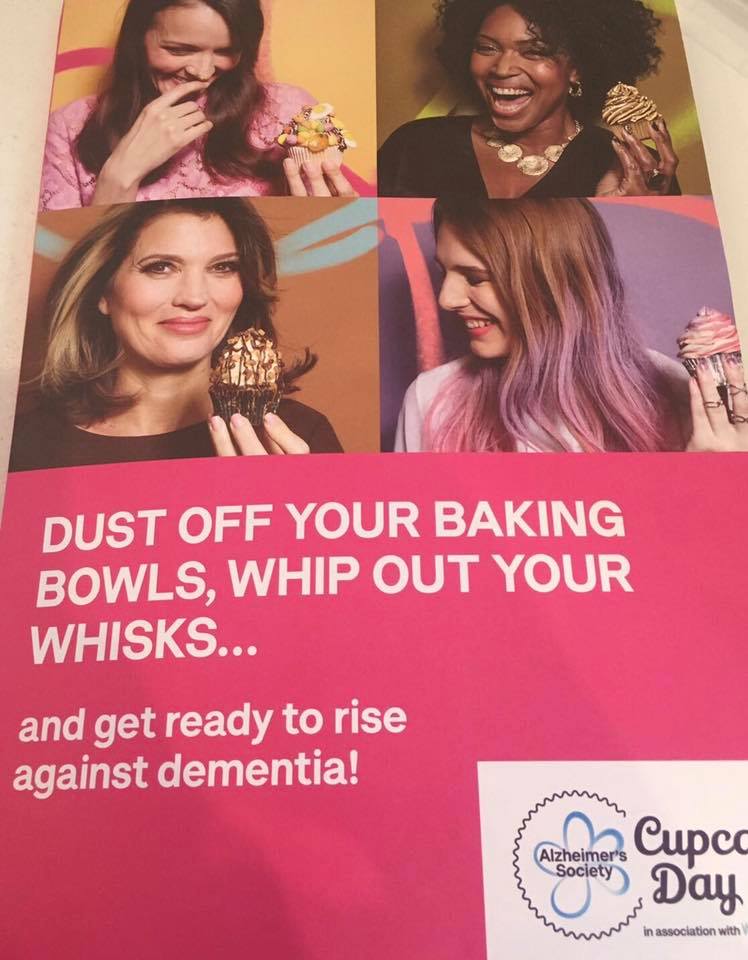 DUST OFF YOUR BAKING
BOWLS, WHIP OUT YOUR
WHISKS...
and get ready to rise
against dementia!
Alzheimer's
Society
Cupc
Day
in association with